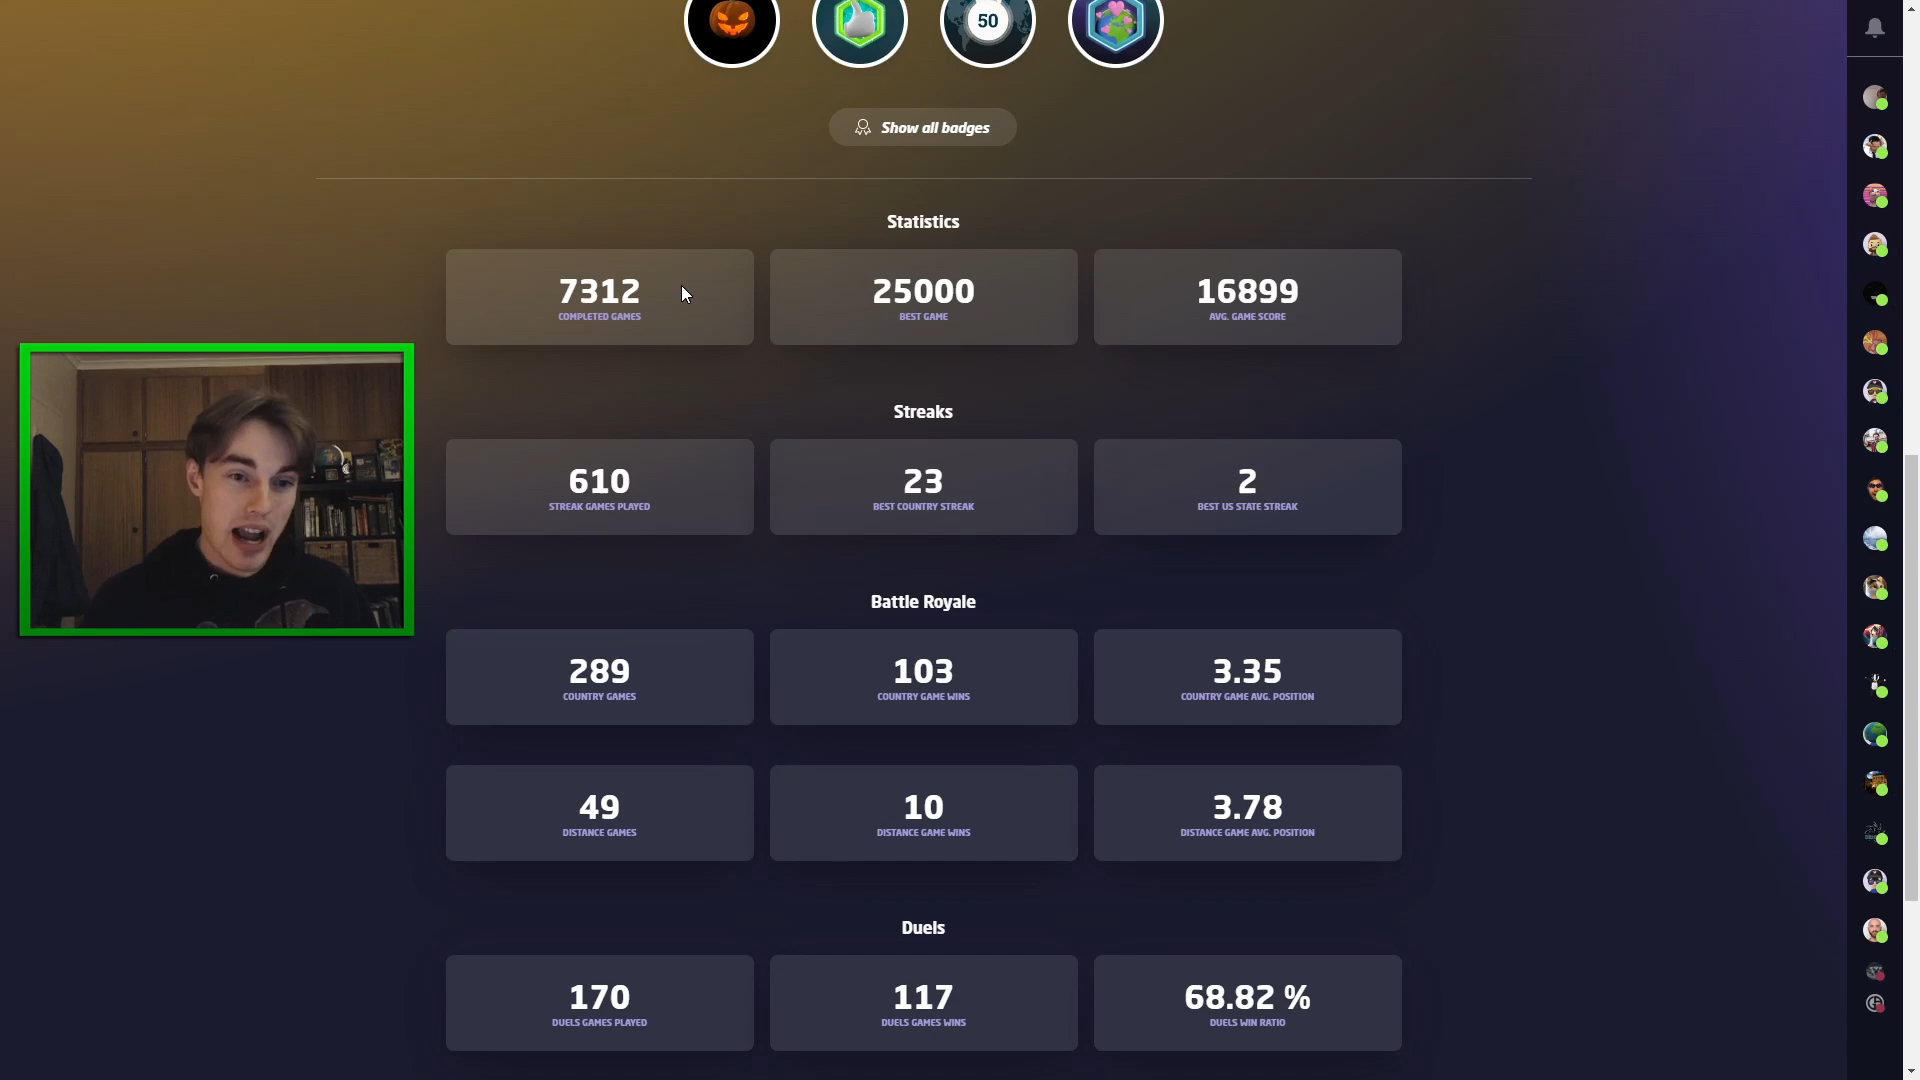 50
Show all badges
Statistics
7312
COMPLETED GAMES
25000
BEST GAME
16899
AVG. GAME SCORE
Streaks
610
STREAK GAMES PLAYED
23
BEST COUNTRY STREAK
2
BEST US STATE STREAK
Battle Royale
289
COUNTRY GAMES
103
COUNTRY GAME WINS
3.35
COUNTRY GAME AVG. POSITION
49
DISTANCE GAMES
10
DISTANCE GAME WINS
3.78
DISTANCE GAME AVG. POSITION
Duels
170
DUELS GAMES PLAYED
117
DUELS GAMES WINS
68.82 %
DUELS WIN RATIO